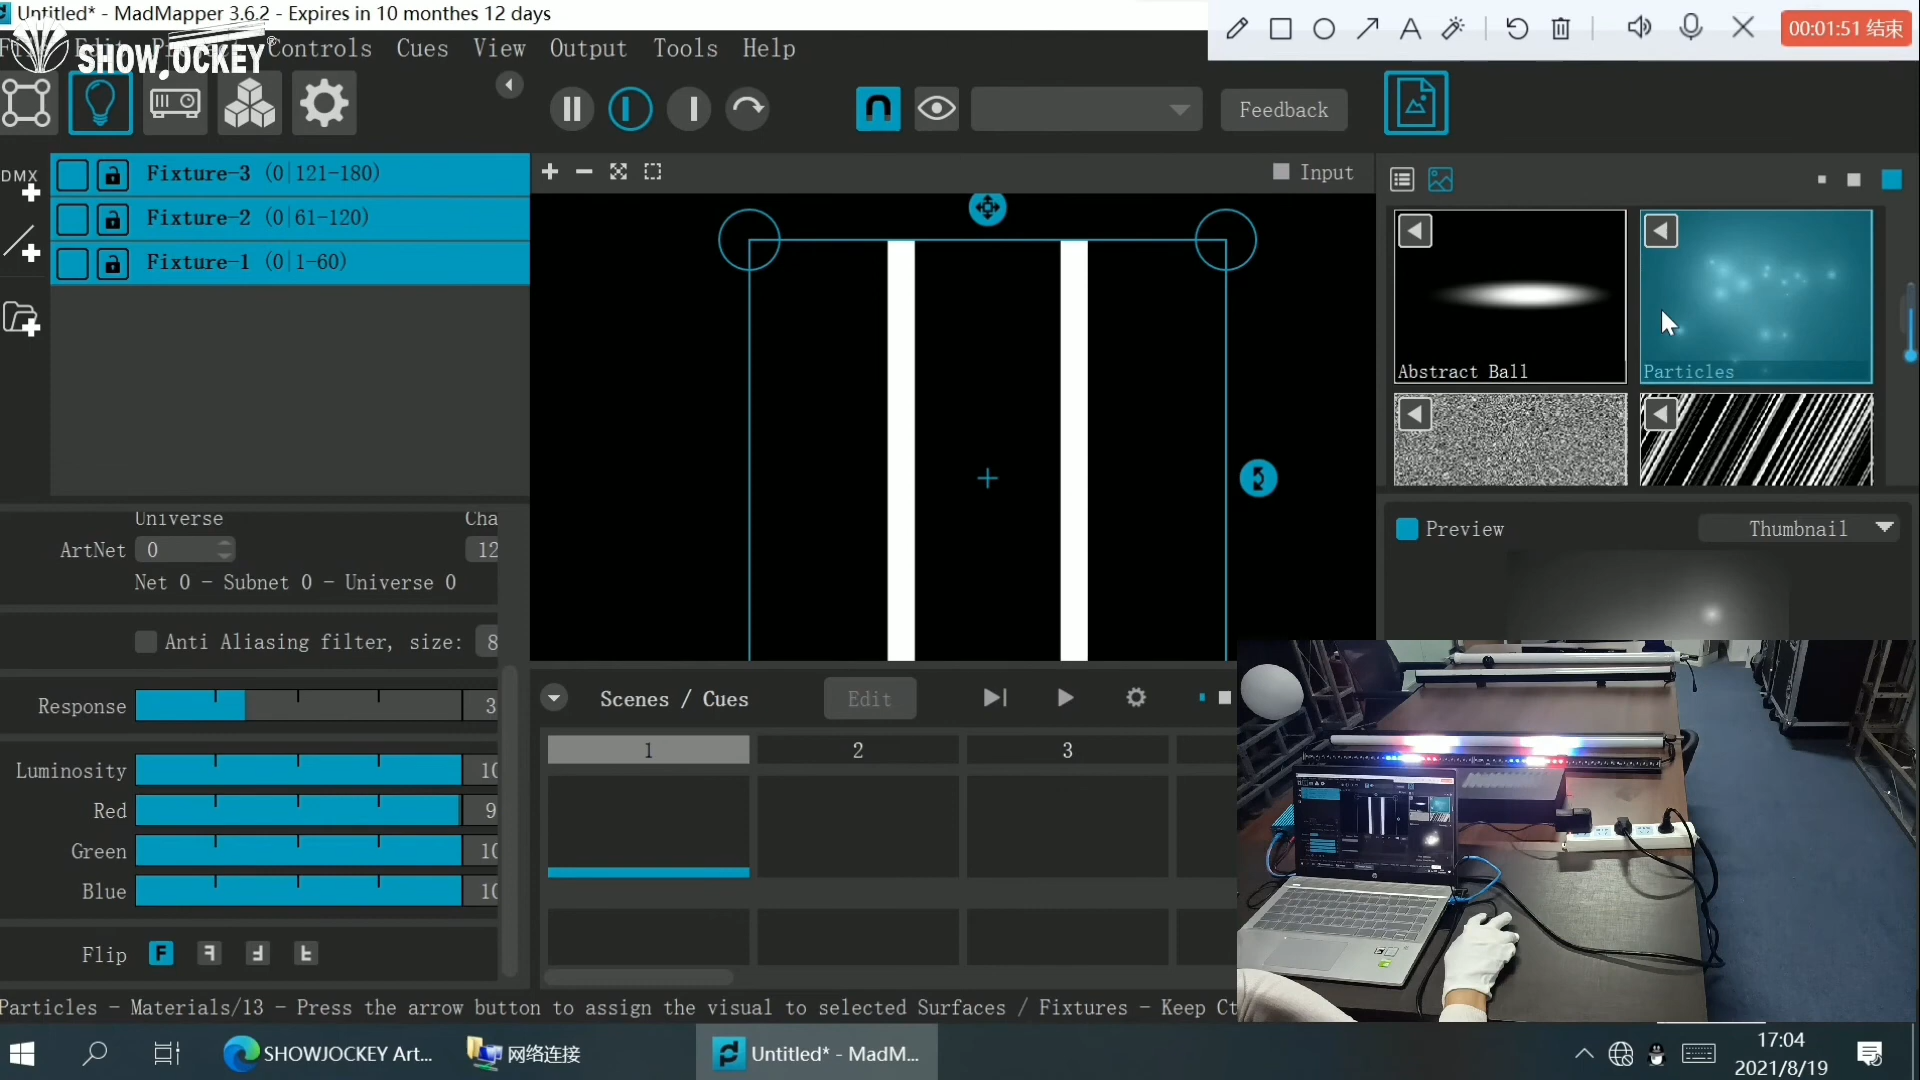 Untitled* - MadMapper 3.6.2 - Expires in 10 monthes 12 days
00:01:51 结束
SHOWJOCKEY®
Controls Cues View Output Tools Help
Feedback
DMX
Fixture-3 (0|121-180)
Fixture-2 (0|61-120)
Fixture-1 (0|1-60)
Input
Abstract Ball
Particles
Universe
Cha
ArtNet 0
12
Net 0 - Subnet 0 - Universe 0
Anti Aliasing filter, size: 8
Response 3
Luminosity 10
Red 9
Green 10
Blue 10
Flip F
Preview
Thumbnail
Scenes / Cues
Edit
1 2 3
Particles - Materials/13 - Press the arrow button to assign the visual to selected Surfaces / Fixtures - Keep Ct
SHOWJOCKEY Art...
网络连接
Untitled* - MadM...
17:04
2021/8/19